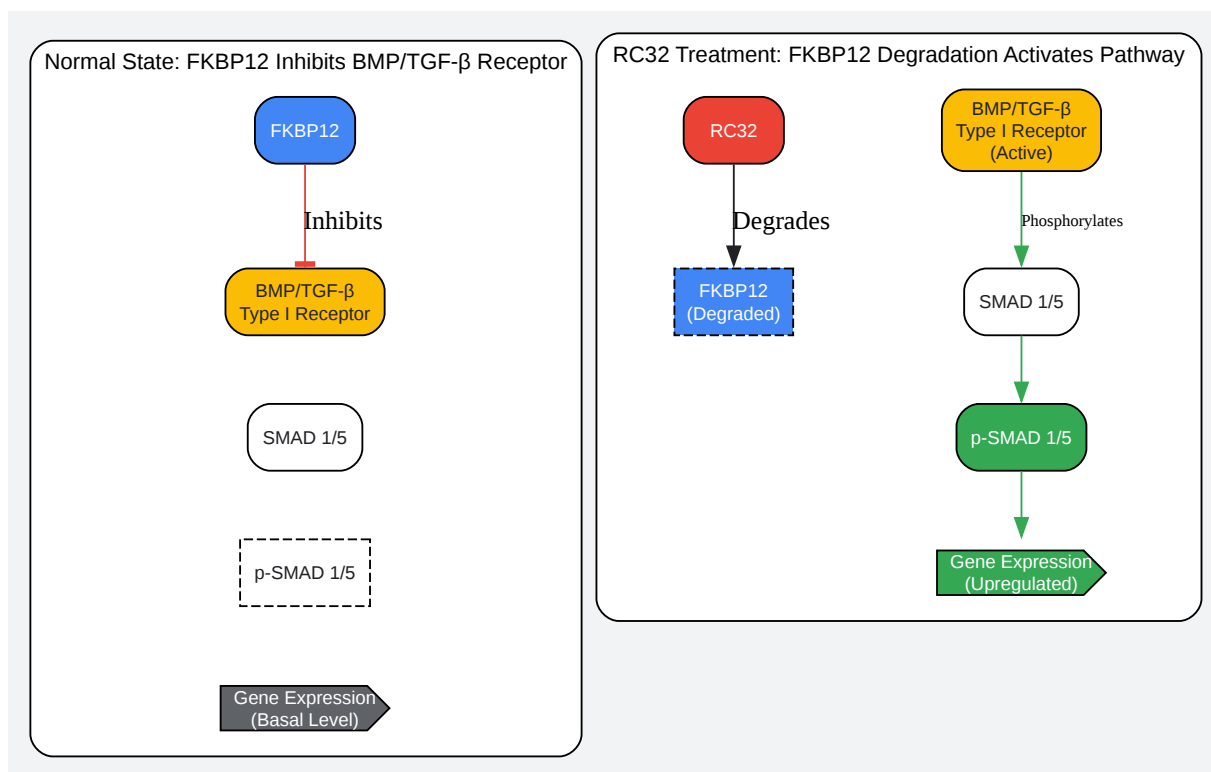 Normal State: FKBP12 Inhibits BMP/TGF-β Receptor
FKBP12
Inhibits
BMP/TGF-β
Type I Receptor
SMAD 1/5
p-SMAD 1/5
Gene Expression
(Basal Level)
RC32 Treatment: FKBP12 Degradation Activates Pathway
RC32
Degrades
FKBP12
(Degraded)
BMP/TGF-β
Type I Receptor
(Active)
Phosphorylates
SMAD 1/5
p-SMAD 1/5
Gene Expression
(Upregulated)